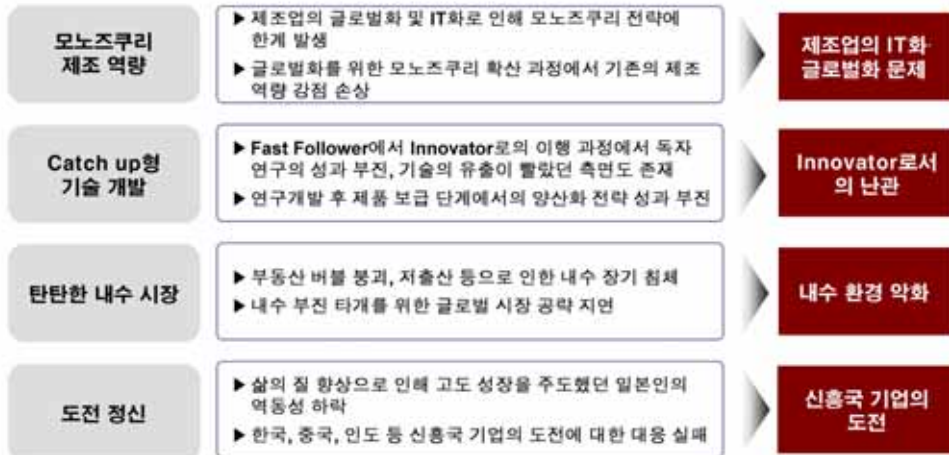 모노즈쿠리
제조 역량
▶ 제조업의 글로벌화 및 IT화로 인해 모노즈쿠리 전략에
한계 발생
▶ 글로벌화를 위한 모노즈쿠리 확산 과정에서 기존의 제조
역량 강점 손상
제조업의 IT화·
글로벌화 문제
Catch up형
기술 개발
▶ Fast Follower에서 Innovator로의 이행 과정에서 독자
연구의 성과 부진, 기술의 유출이 빨랐던 측면도 존재
▶ 연구개발 후 제품 보급 단계에서의 양산화 전략 성과 부진
Innovator로서
의 난관
탄탄한 내수 시장
▶ 부동산 버블 붕괴, 저출산 등으로 인한 내수 장기 침체
▶ 내수 부진 타개를 위한 글로벌 시장 공략 지연
내수 환경 악화
도전 정신
▶ 삶의 질 향상으로 인해 고도 성장을 주도했던 일본인의
역동성 하락
▶ 한국, 중국, 인도 등 신흥국 기업의 도전에 대한 대응 실패
신흥국 기업의
도전